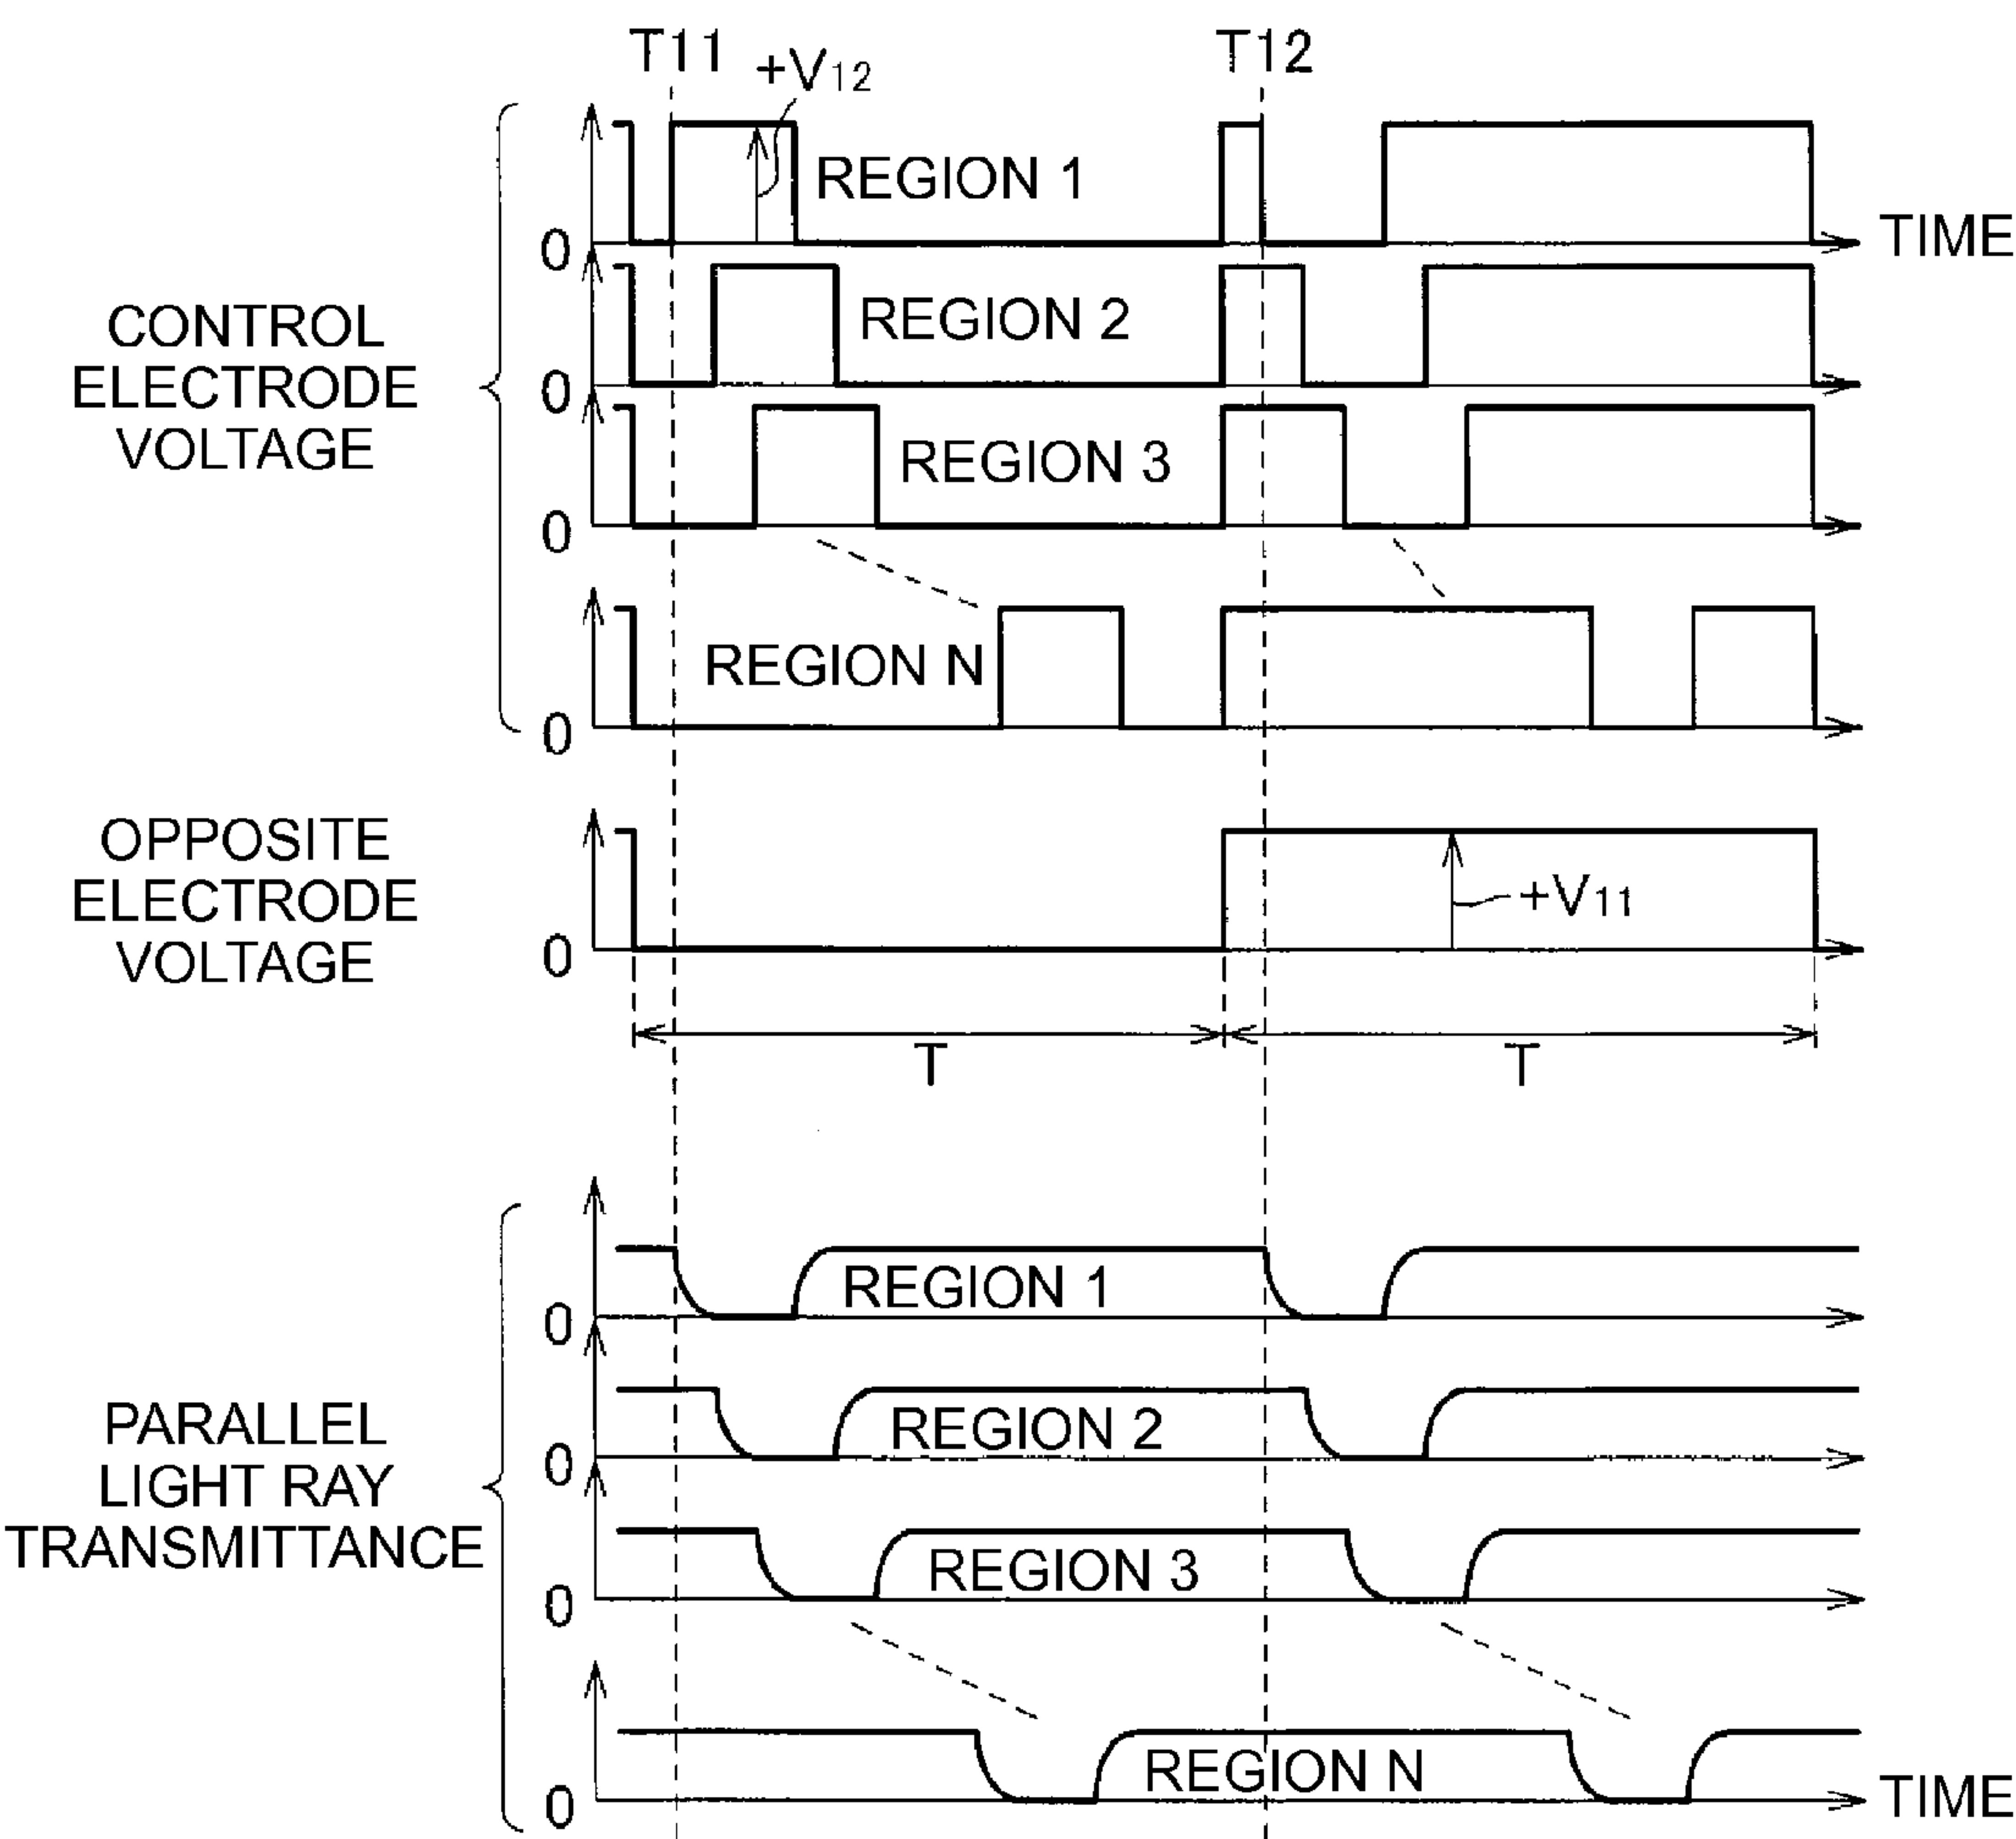 T11
+V12
T12
0
REGION 1
TIME
0
REGION 2
CONTROL
ELECTRODE
VOLTAGE
0
REGION 3
0
REGION N
OPPOSITE
ELECTRODE
VOLTAGE
0
+V11
T
T
0
REGION 1
0
REGION 2
PARALLEL
LIGHT RAY
TRANSMITTANCE
0
REGION 3
0
REGION N
TIME